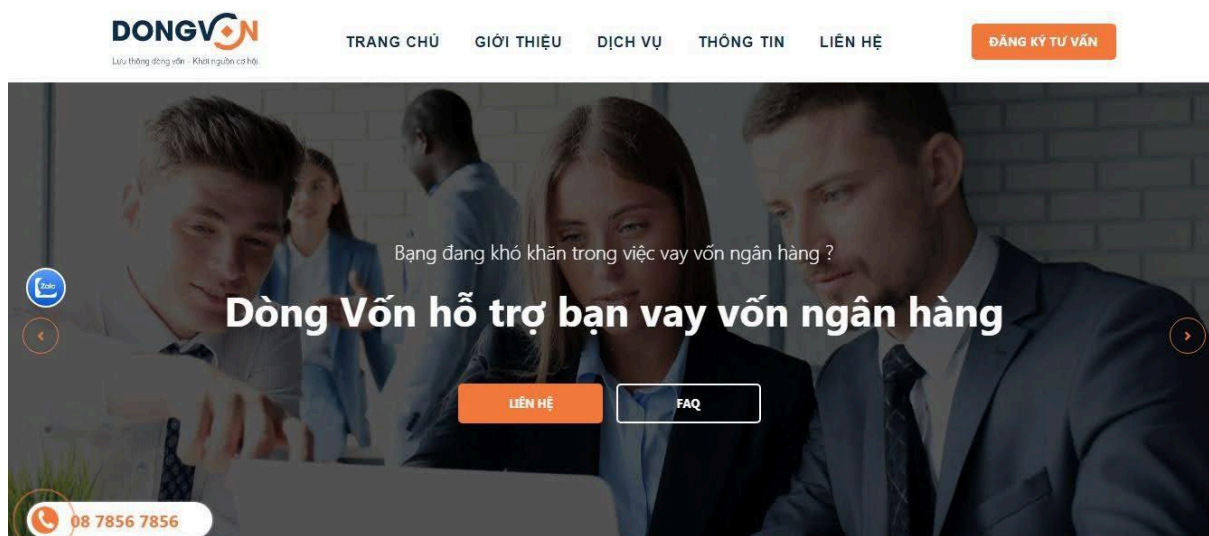 DONGVON
Lưu thông dòng vốn - Khơi nguồn cơ hội
TRANG CHỦ GIỚI THIỆU DỊCH VỤ THÔNG TIN LIÊN HỆ
ĐĂNG KÝ TƯ VẤN
Bạng đang khó khăn trong việc vay vốn ngân hàng ?
Zalo
Dòng Vốn hỗ trợ bạn vay vốn ngân hàng
LIÊN HỆ FAQ
08 7856 7856